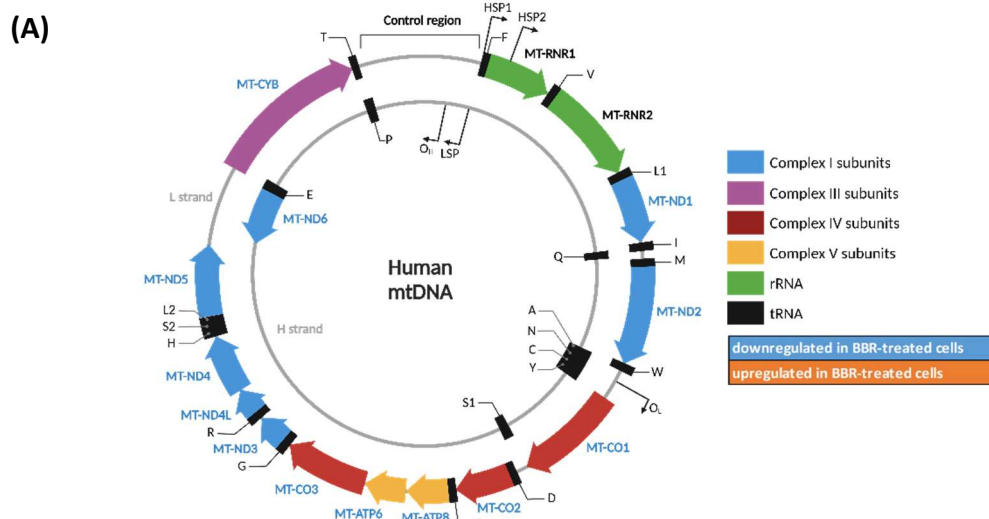 (A)
Control region
HSP1
HSP2
T
F
MT-RNR1
V
MT-CYB
MT-RNR2
P
OH
LSP
L1
MT-ND1
E
L strand
MT-ND6
I
Q
M
MT-ND2
Human
mtDNA
MT-ND5
L2
S2
H
H strand
A
N
C
Y
W
OL
MT-ND4
S1
MT-ND4L
R
MT-ND3
G
MT-CO1
MT-CO3
D
MT-CO2
MT-ATP6
MT-ATP8
Complex I subunits
Complex III subunits
Complex IV subunits
Complex V subunits
rRNA
tRNA
downregulated in BBR-treated cells
upregulated in BBR-treated cells